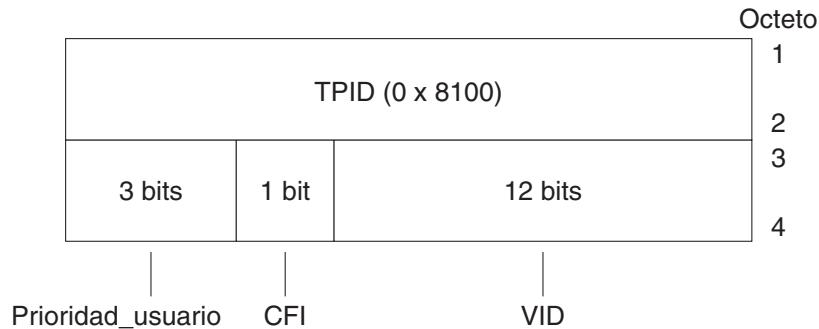 Octeto
1
TPID (0 x 8100)
2
3
3 bits 1 bit 12 bits
4
Prioridad_usuario CFI VID